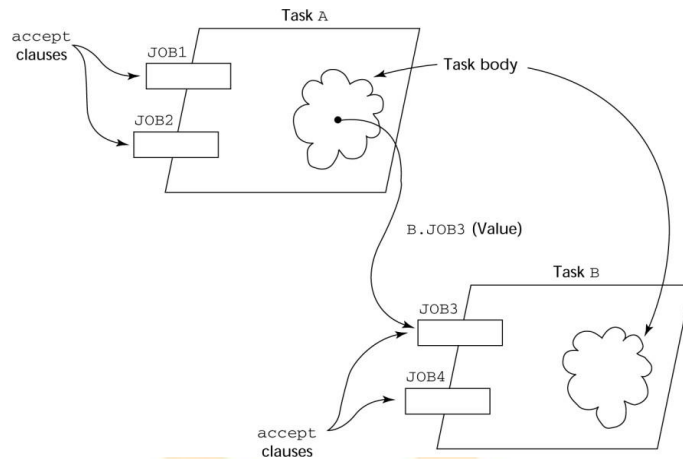 Task A
accept
clauses
JOB1
Task body
JOB2
B.JOB3 (Value)
Task B
JOB3
JOB4
accept
clauses